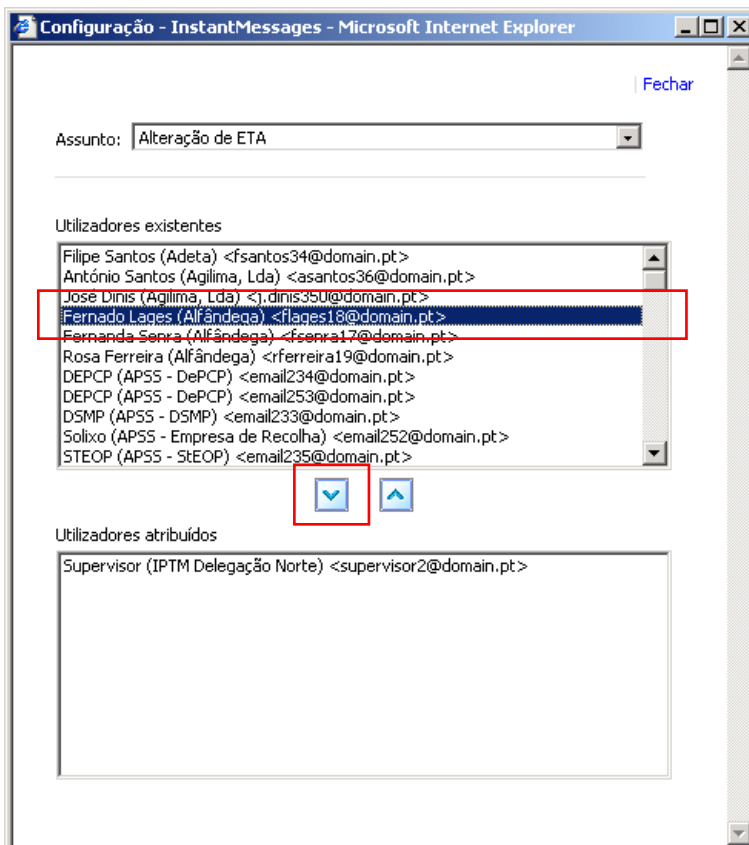 Configuração - InstantMessages - Microsoft Internet Explorer
| Fechar
Assunto: Alteração de ETA
Utilizadores existentes
Filipe Santos (Adeta) <fsantos34@domain.pt>
António Santos (Agilima, Lda) <asantos36@domain.pt>
José Dinis (Agilima, Lda) <j.dinis350@domain.pt>
Fernado Lages (Alfândega) <flages18@domain.pt>
Fernanda Senra (Alfândega) <fsenra17@domain.pt>
Rosa Ferreira (Alfândega) <rferreira19@domain.pt>
DEPCP (APSS - DePCP) <email234@domain.pt>
DEPCP (APSS - DePCP) <email253@domain.pt>
DSMP (APSS - DSMP) <email233@domain.pt>
Solixo (APSS - Empresa de Recolha) <email252@domain.pt>
STEOP (APSS - StEOP) <email235@domain.pt>
Utilizadores atribuídos
Supervisor (IPTM Delegação Norte) <supervisor2@domain.pt>